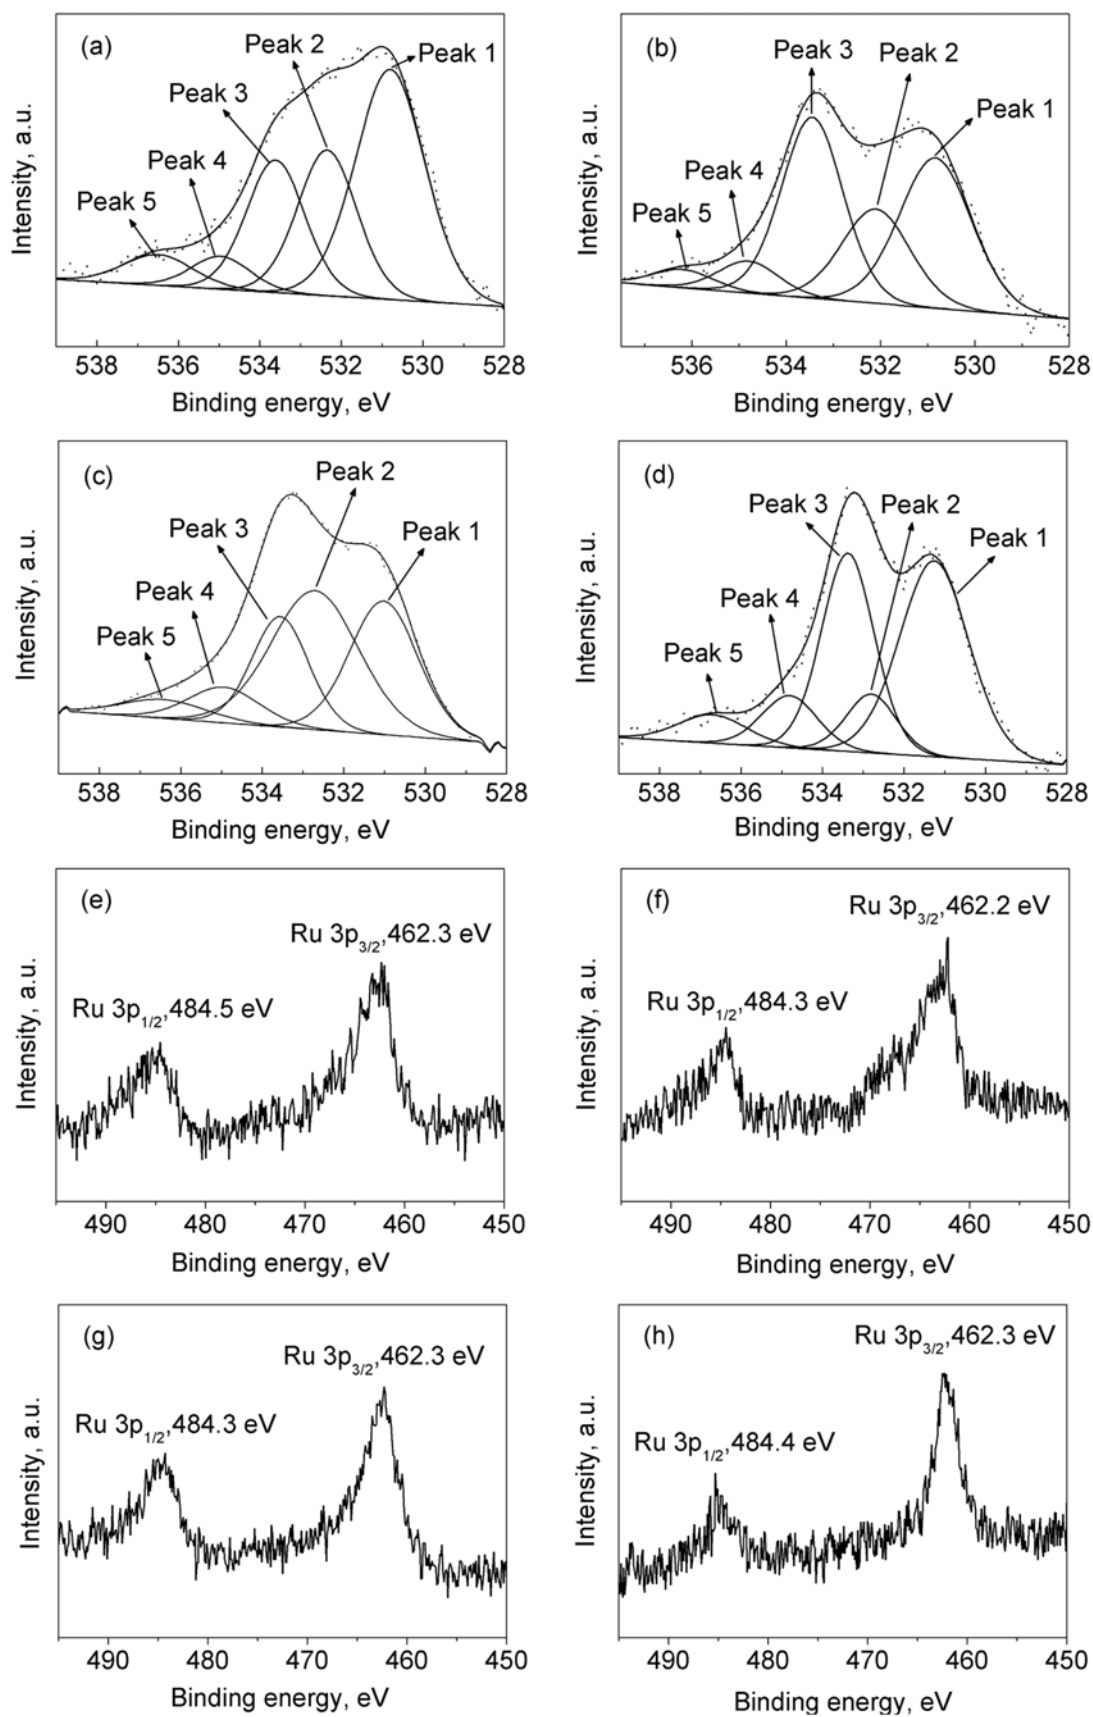 (a)
Peak 2
Peak 1
Peak 3
Peak 4
Peak 5
Intensity, a.u.
538 536 534 532 530 528
Binding energy, eV
(b)
Peak 3
Peak 2
Peak 1
Peak 4
Peak 5
Intensity, a.u.
536 534 532 530 528
Binding energy, eV
(c)
Peak 2
Peak 3
Peak 1
Peak 4
Peak 5
Intensity, a.u.
538 536 534 532 530 528
Binding energy, eV
(d)
Peak 3
Peak 2
Peak 1
Peak 4
Peak 5
Intensity, a.u.
538 536 534 532 530 528
Binding energy, eV
(e)
Ru 3p3/2,462.3 eV
Ru 3p1/2,484.5 eV
Intensity, a.u.
490 480 470 460 450
Binding energy, eV
(f)
Ru 3p3/2,462.2 eV
Ru 3p1/2,484.3 eV
Intensity, a.u.
490 480 470 460 450
Binding energy, eV
(g)
Ru 3p3/2,462.3 eV
Ru 3p1/2,484.3 eV
Intensity, a.u.
490 480 470 460 450
Binding energy, eV
(h)
Ru 3p3/2,462.3 eV
Ru 3p1/2,484.4 eV
Intensity, a.u.
490 480 470 460 450
Binding energy, eV